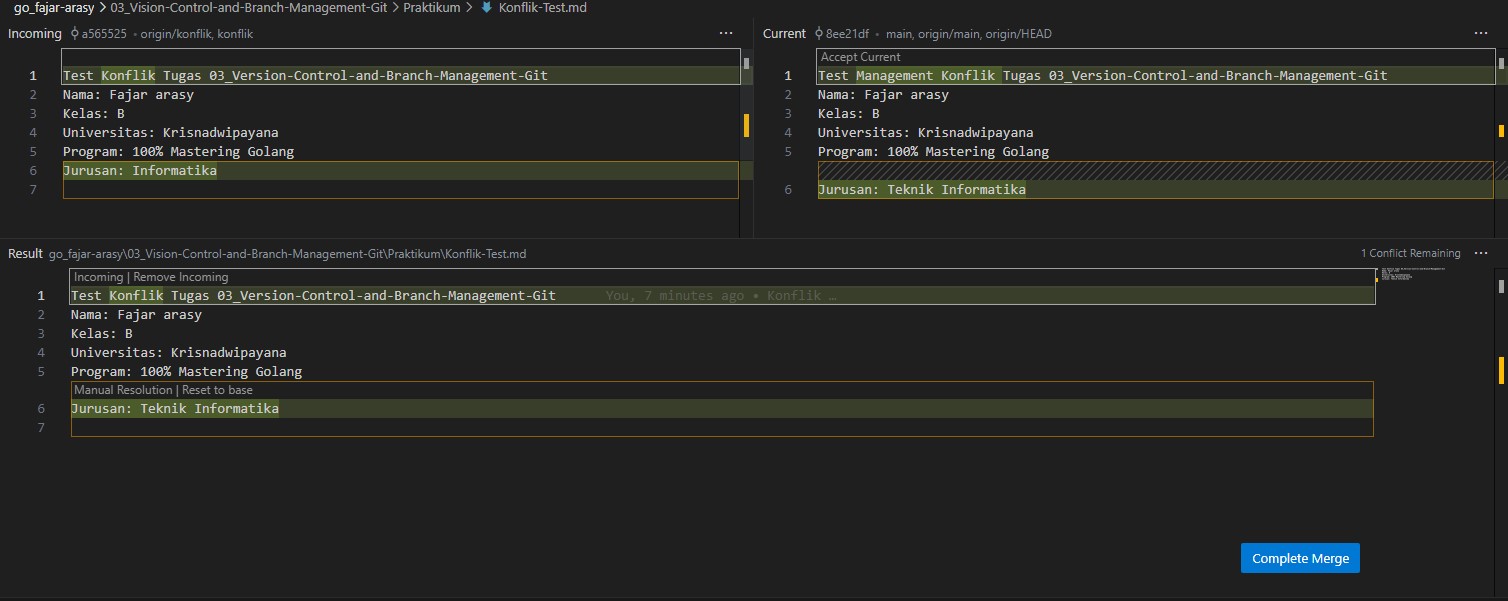 go_fajar-arasy > 03_Vision-Control-and-Branch-Management-Git > Praktikum > Konflik-Test.md
Incoming a565525 • origin/konflik, konflik ···
1 Test Konflik Tugas 03_Version-Control-and-Branch-Management-Git
2 Nama: Fajar arasy
3 Kelas: B
4 Universitas: Krisnadwipayana
5 Program: 100% Mastering Golang
6 Jurusan: Informatika
7
Current 8ee21df • main, origin/main, origin/HEAD ···
Accept Current
1 Test Management Konflik Tugas 03_Version-Control-and-Branch-Management-Git
2 Nama: Fajar arasy
3 Kelas: B
4 Universitas: Krisnadwipayana
5 Program: 100% Mastering Golang
6 Jurusan: Teknik Informatika
Result go_fajar-arasy\03_Vision-Control-and-Branch-Management-Git\Praktikum\Konflik-Test.md 1 Conflict Remaining ···
Incoming | Remove Incoming
1 Test Konflik Tugas 03_Version-Control-and-Branch-Management-Git You, 7 minutes ago • Konflik …
2 Nama: Fajar arasy
3 Kelas: B
4 Universitas: Krisnadwipayana
5 Program: 100% Mastering Golang
Manual Resolution | Reset to base
6 Jurusan: Teknik Informatika
7
Complete Merge